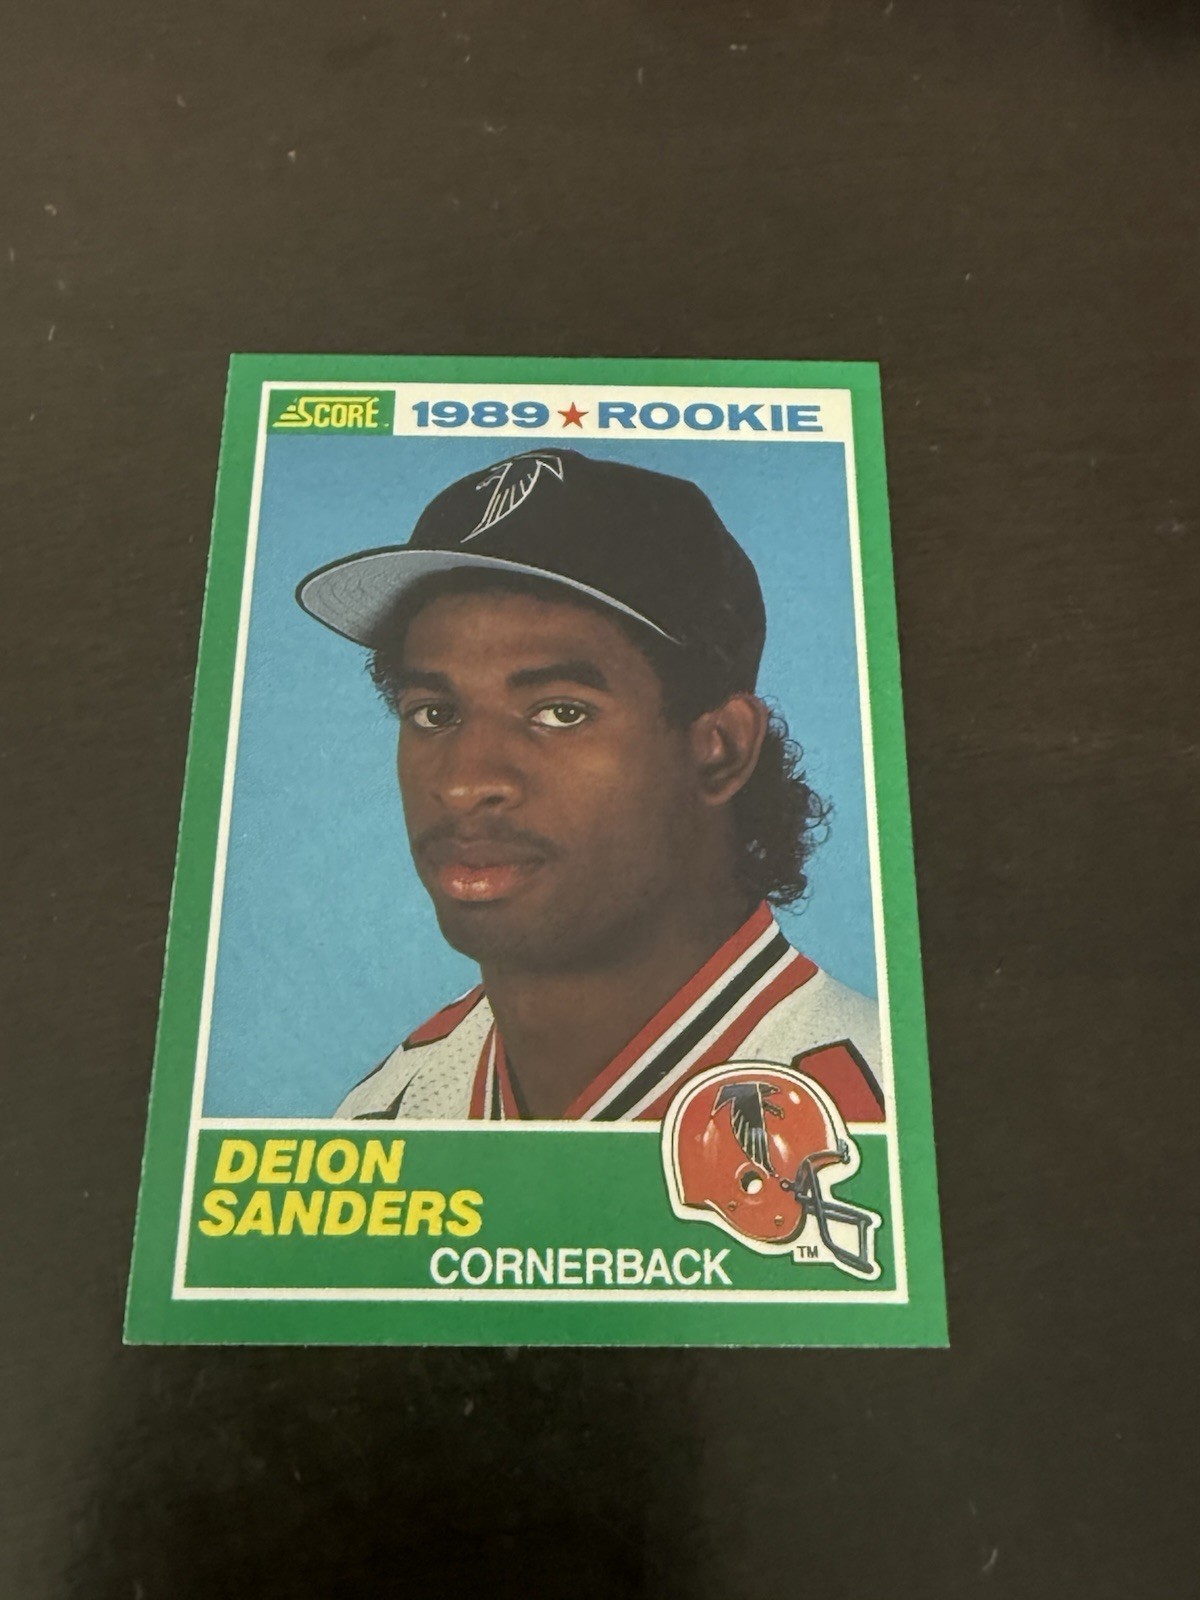 SCORE 1989 ★ ROOKIE
DEION
SANDERS
CORNERBACK
TM